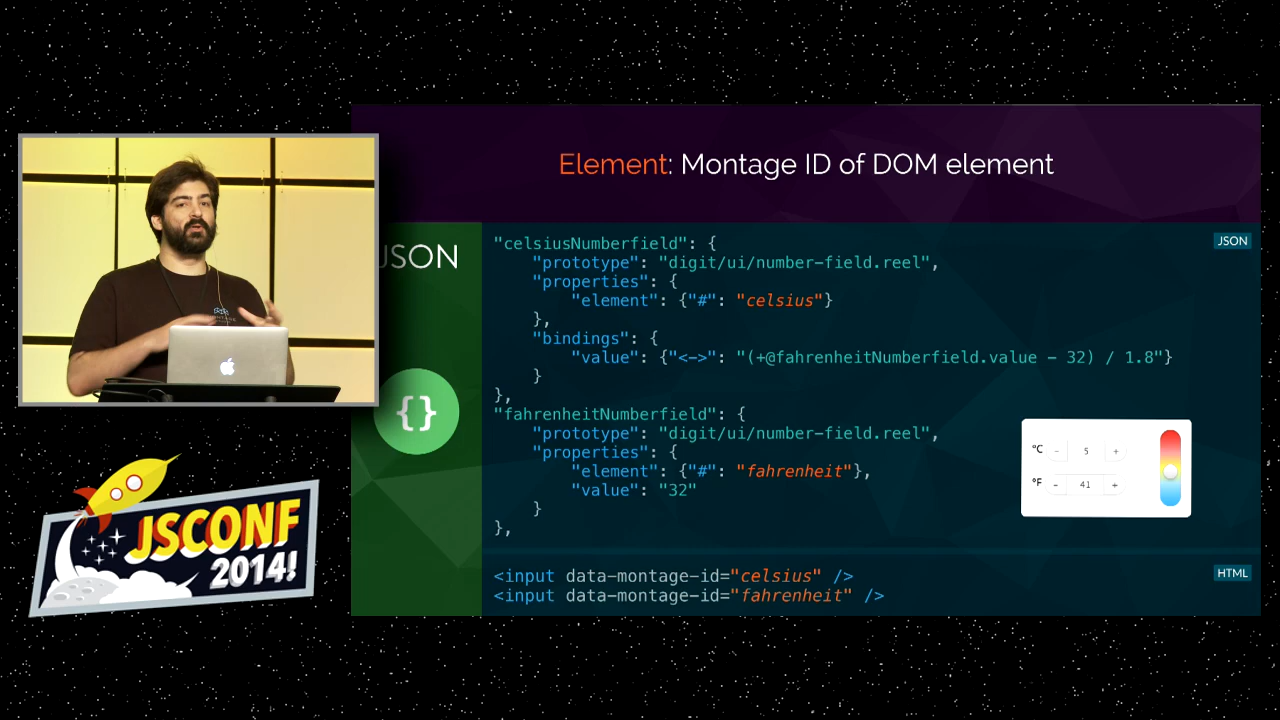 Element: Montage ID of DOM element
JSON
{}
"celsiusNumberfield": {
    "prototype": "digit/ui/number-field.reel",
    "properties": {
        "element": {"#": "celsius"}
    },
    "bindings": {
        "value": {"<->": "(+@fahrenheitNumberfield.value - 32) / 1.8"}
    }
},
"fahrenheitNumberfield": {
    "prototype": "digit/ui/number-field.reel",
    "properties": {
        "element": {"#": "fahrenheit"},
        "value": "32"
    }
},
JSON
°C - 5 +
°F - 41 +
<input data-montage-id="celsius" />
<input data-montage-id="fahrenheit" />
HTML
JSCONF
2014!